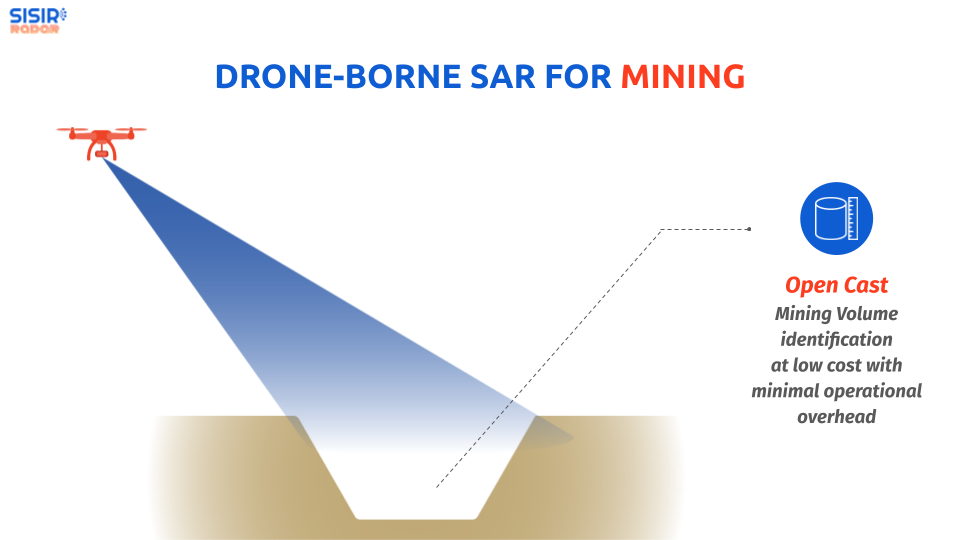 SISIR
RADAR
DRONE-BORNE SAR FOR MINING
Open Cast
Mining Volume
identification
at low cost with
minimal operational
overhead